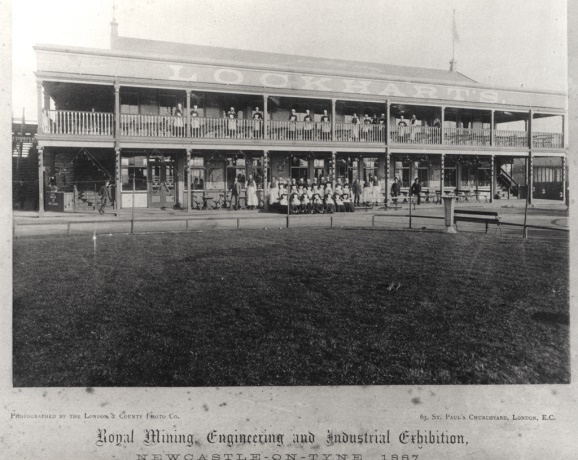 LOCKHART'S.
Photographed by the London & County Photo Co. 63, St. Paul's Churchyard, London, E.C.
Royal Mining, Engineering and Industrial Exhibition,
NEWCASTLE-ON-TYNE, 1887.